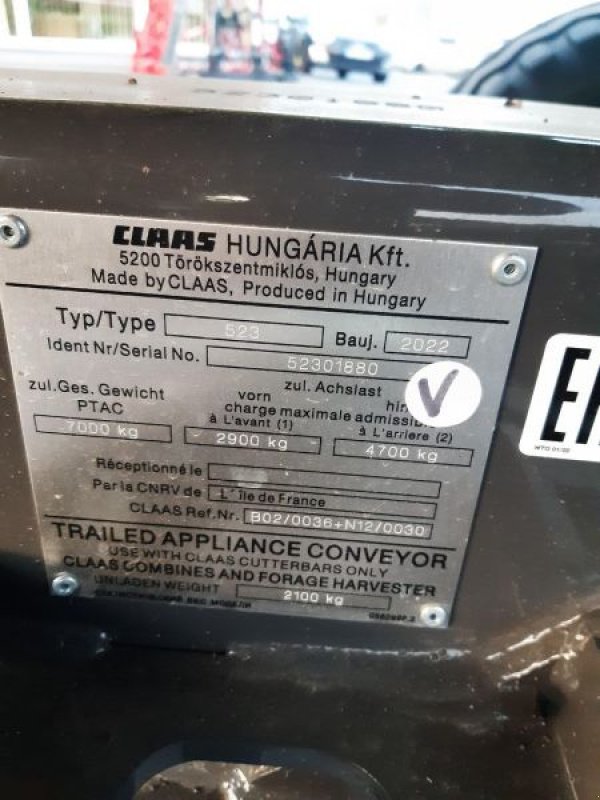 CLAAS HUNGÁRIA Kft.
5200 Törökszentmiklós, Hungary
Made by CLAAS, Produced in Hungary
Typ/Type 523 Bauj. 2022
Ident Nr/Serial No. 52301880
zul.Ges. Gewicht
PTAC
7000 kg
zul. Achslast
vorn
charge maximale
à L'avant (1)
à L'arriere (2)
2900 kg
4700 kg
Réceptionné le
Par la CNRV de L'île de France
CLAAS Ref.Nr. B02/0036+N12/0030
TRAILED APPLIANCE CONVEYOR
USE WITH CLAAS CUTTERBARS ONLY
CLAAS COMBINES AND FORAGE HARVESTER
UNLADEN WEIGHT 2100 kg
V